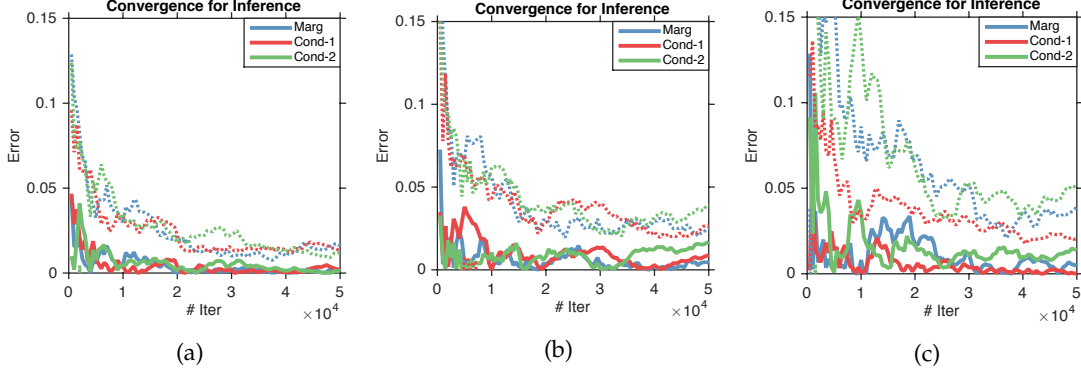 Convergence for Inference
0.15
0.1
0.05
0
Error
Marg
Cond-1
Cond-2
0 1 2 3 4 5
# Iter ×10^4
(a)
Convergence for Inference
0.15
0.1
0.05
0
Error
Marg
Cond-1
Cond-2
0 1 2 3 4 5
# Iter ×10^4
(b)
Convergence for Inference
0.15
0.1
0.05
0
Error
Marg
Cond-1
Cond-2
0 1 2 3 4 5
# Iter ×10^4
(c)